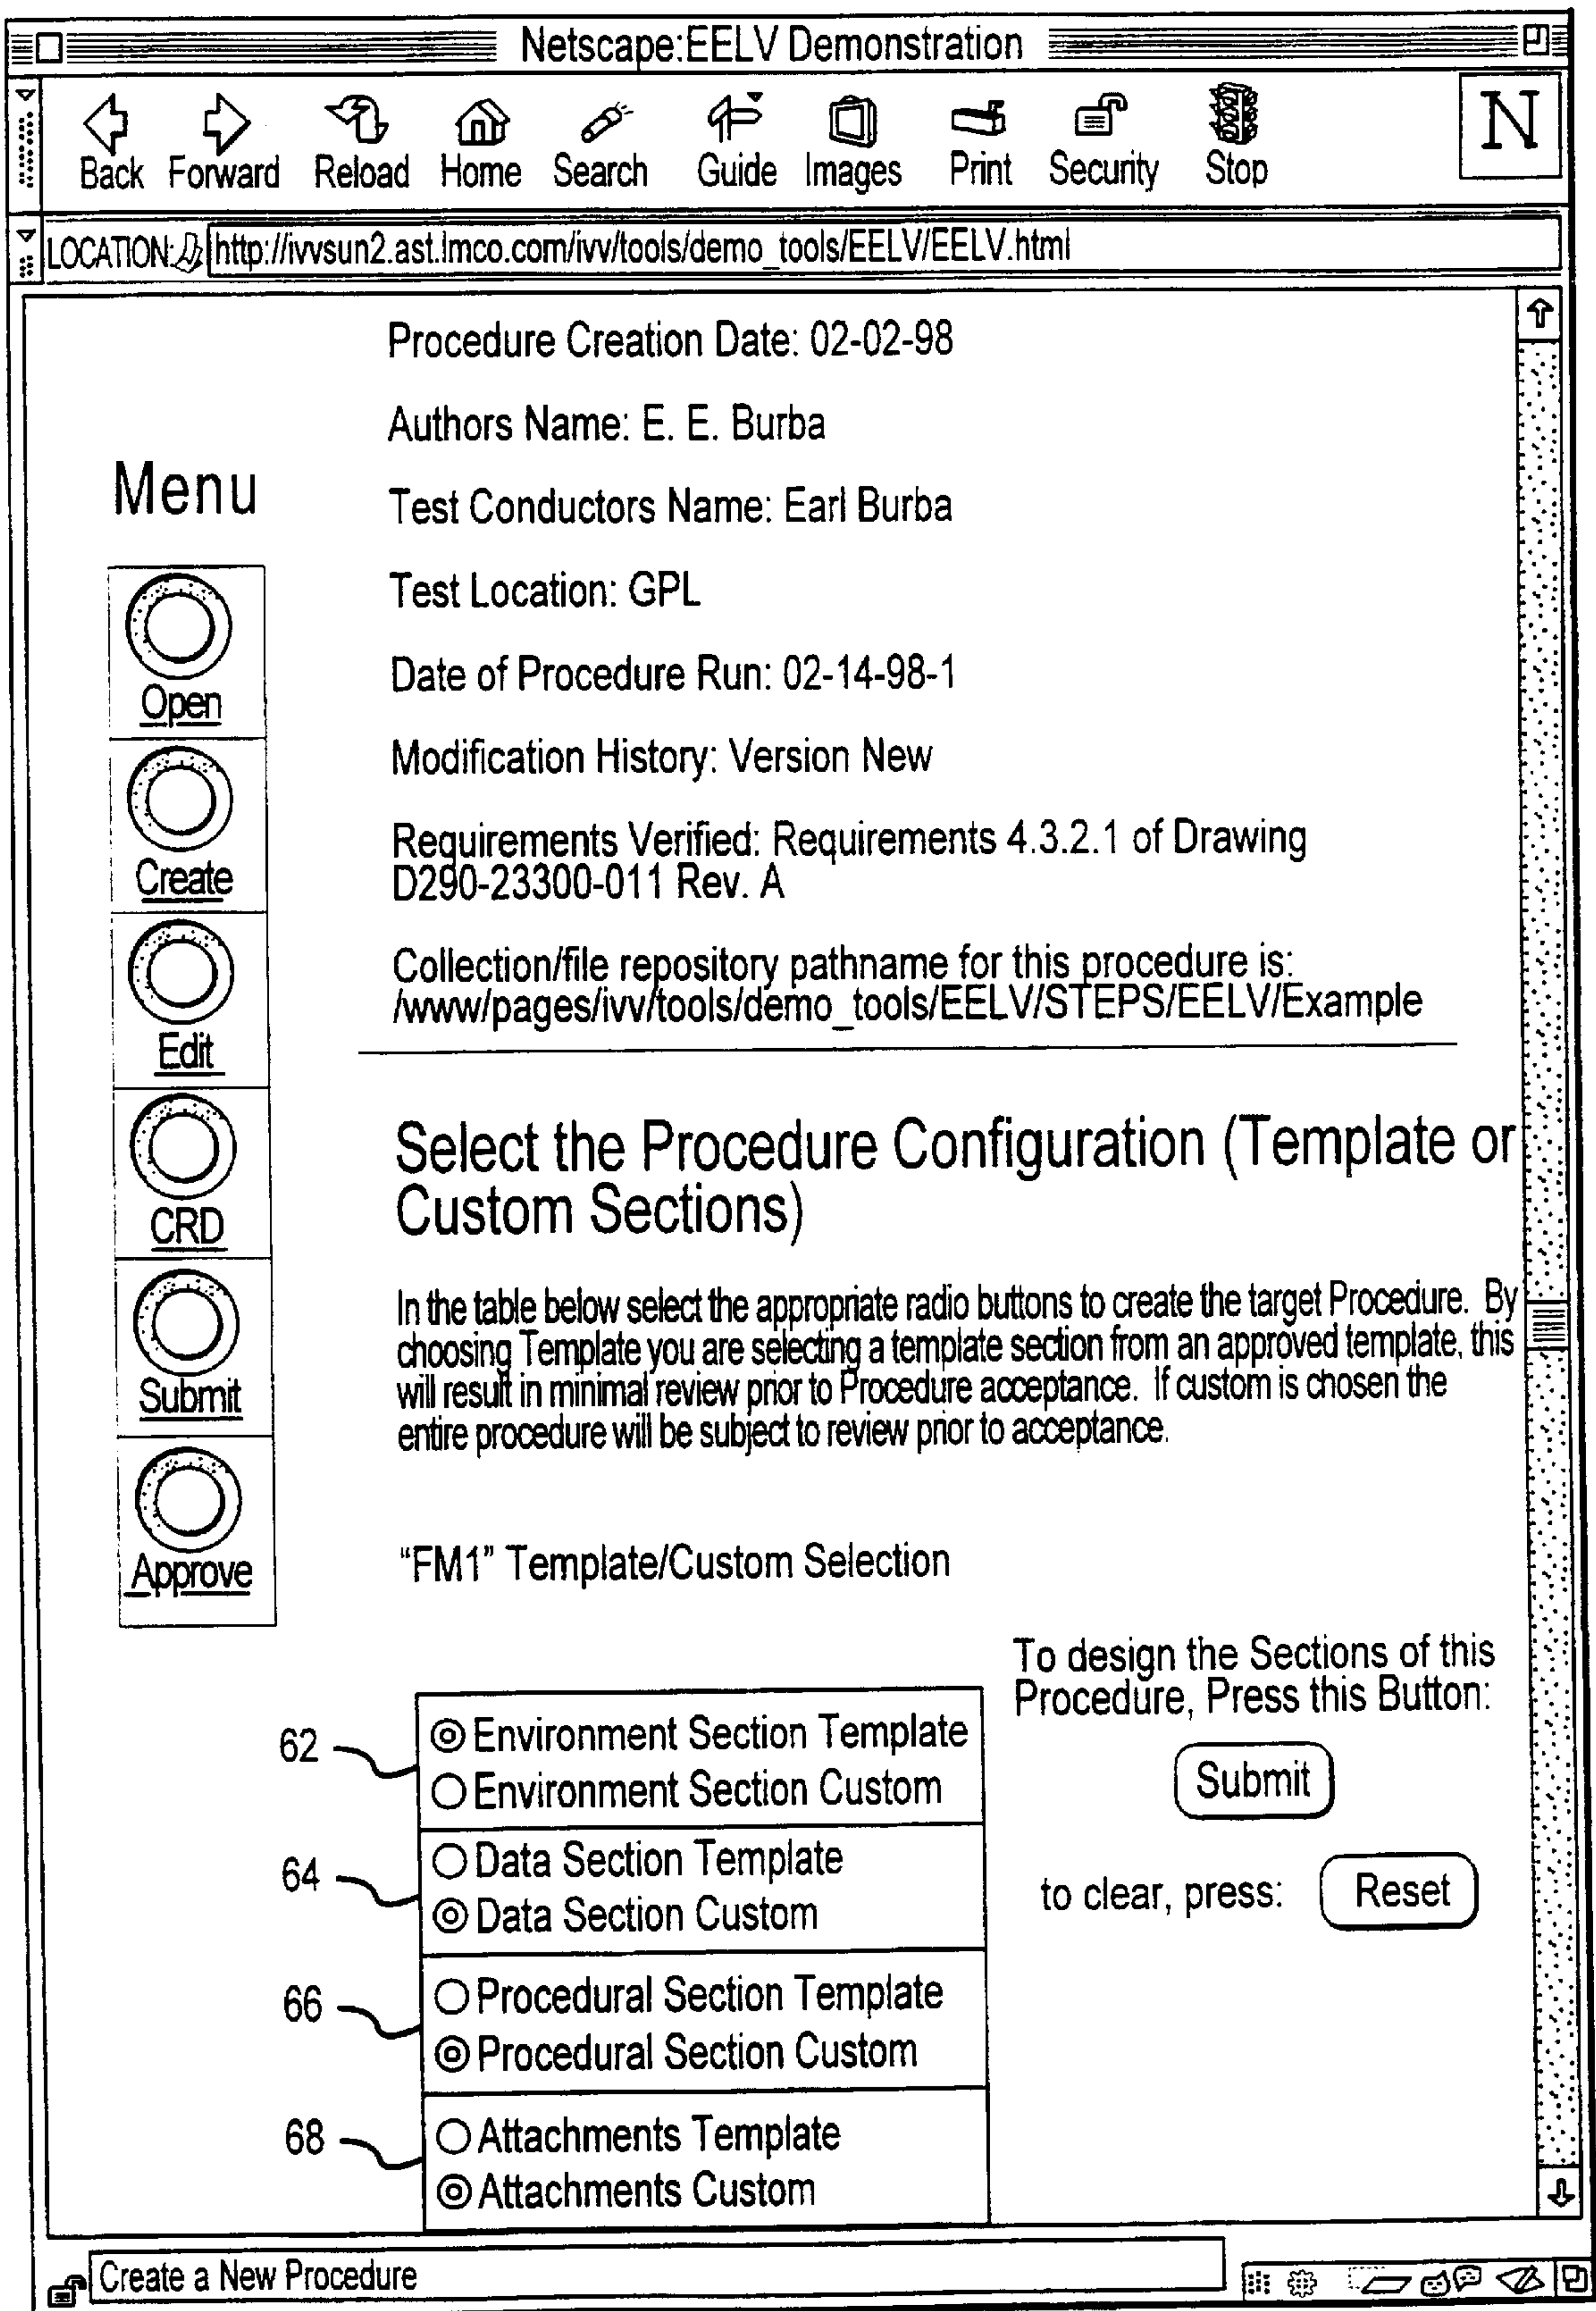 Netscape:EELV Demonstration
Back Forward Reload Home Search Guide Images Print Security Stop
N
LOCATION: http://ivvsun2.ast.lmco.com/ivv/tools/demo_tools/EELV/EELV.html
Procedure Creation Date: 02-02-98
Authors Name: E. E. Burba
Test Conductors Name: Earl Burba
Test Location: GPL
Date of Procedure Run: 02-14-98-1
Modification History: Version New
Requirements Verified: Requirements 4.3.2.1 of Drawing
D290-23300-011 Rev. A
Collection/file repository pathname for this procedure is:
/www/pages/ivv/tools/demo_tools/EELV/STEPS/EELV/Example
Menu
Open
Create
Edit
CRD
Submit
Approve
Select the Procedure Configuration (Template or
Custom Sections)
In the table below select the appropriate radio buttons to create the target Procedure. By
choosing Template you are selecting a template section from an approved template, this
will result in minimal review prior to Procedure acceptance. If custom is chosen the
entire procedure will be subject to review prior to acceptance.
“FM1” Template/Custom Selection
62
Environment Section Template
Environment Section Custom
64
Data Section Template
Data Section Custom
66
Procedural Section Template
Procedural Section Custom
68
Attachments Template
Attachments Custom
To design the Sections of this
Procedure, Press this Button:
Submit
to clear, press: Reset
Create a New Procedure